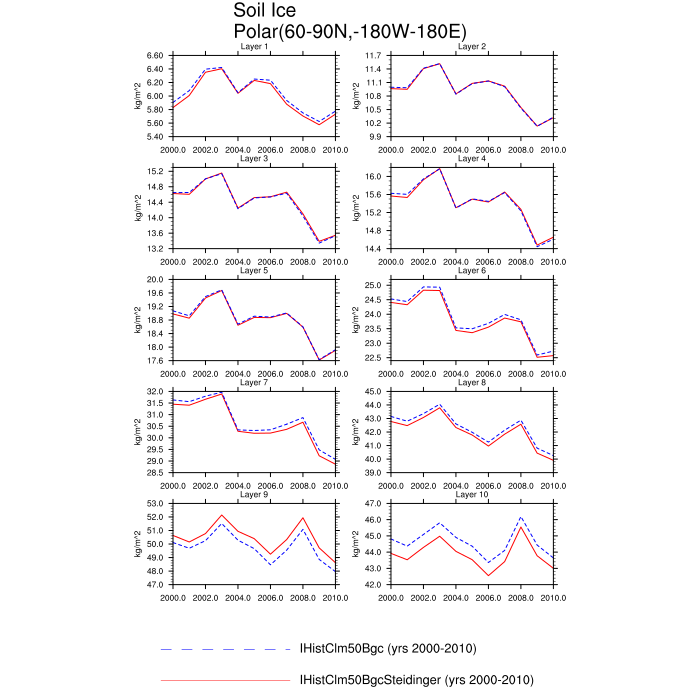 Soil Ice
Polar(60-90N,-180W-180E)
Layer 1
6.60
6.40
6.20
6.00
5.80
5.60
5.40
kg/m^2
2000.0 2002.0 2004.0 2006.0 2008.0 2010.0
Layer 2
11.7
11.4
11.1
10.8
10.5
10.2
9.9
kg/m^2
2000.0 2002.0 2004.0 2006.0 2008.0 2010.0
Layer 3
15.2
14.8
14.4
14.0
13.6
13.2
kg/m^2
2000.0 2002.0 2004.0 2006.0 2008.0 2010.0
Layer 4
16.0
15.6
15.2
14.8
14.4
kg/m^2
2000.0 2002.0 2004.0 2006.0 2008.0 2010.0
Layer 5
20.0
19.6
19.2
18.8
18.4
18.0
17.6
kg/m^2
2000.0 2002.0 2004.0 2006.0 2008.0 2010.0
Layer 6
25.0
24.5
24.0
23.5
23.0
22.5
kg/m^2
2000.0 2002.0 2004.0 2006.0 2008.0 2010.0
Layer 7
32.0
31.5
31.0
30.5
30.0
29.5
29.0
28.5
kg/m^2
2000.0 2002.0 2004.0 2006.0 2008.0 2010.0
Layer 8
45.0
44.0
43.0
42.0
41.0
40.0
39.0
kg/m^2
2000.0 2002.0 2004.0 2006.0 2008.0 2010.0
Layer 9
53.0
52.0
51.0
50.0
49.0
48.0
47.0
kg/m^2
2000.0 2002.0 2004.0 2006.0 2008.0 2010.0
Layer 10
47.0
46.0
45.0
44.0
43.0
42.0
kg/m^2
2000.0 2002.0 2004.0 2006.0 2008.0 2010.0
IHistClm50Bgc (yrs 2000-2010)
IHistClm50BgcSteidinger (yrs 2000-2010)